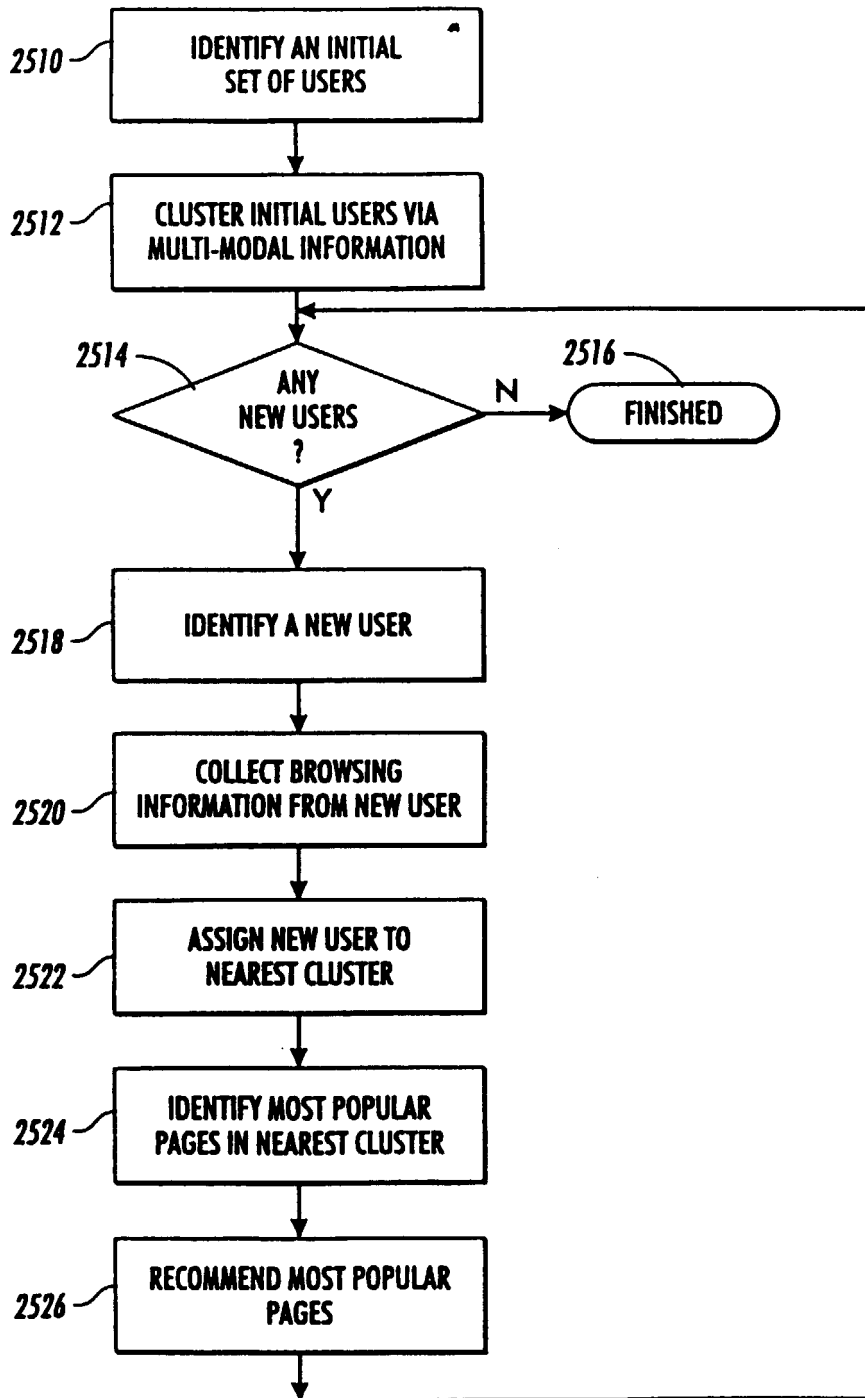 2510
IDENTIFY AN INITIAL
SET OF USERS
2512
CLUSTER INITIAL USERS VIA
MULTI-MODAL INFORMATION
2514
ANY
NEW USERS
?
N
2516
FINISHED
Y
2518
IDENTIFY A NEW USER
2520
COLLECT BROWSING
INFORMATION FROM NEW USER
2522
ASSIGN NEW USER TO
NEAREST CLUSTER
2524
IDENTIFY MOST POPULAR
PAGES IN NEAREST CLUSTER
2526
RECOMMEND MOST POPULAR
PAGES